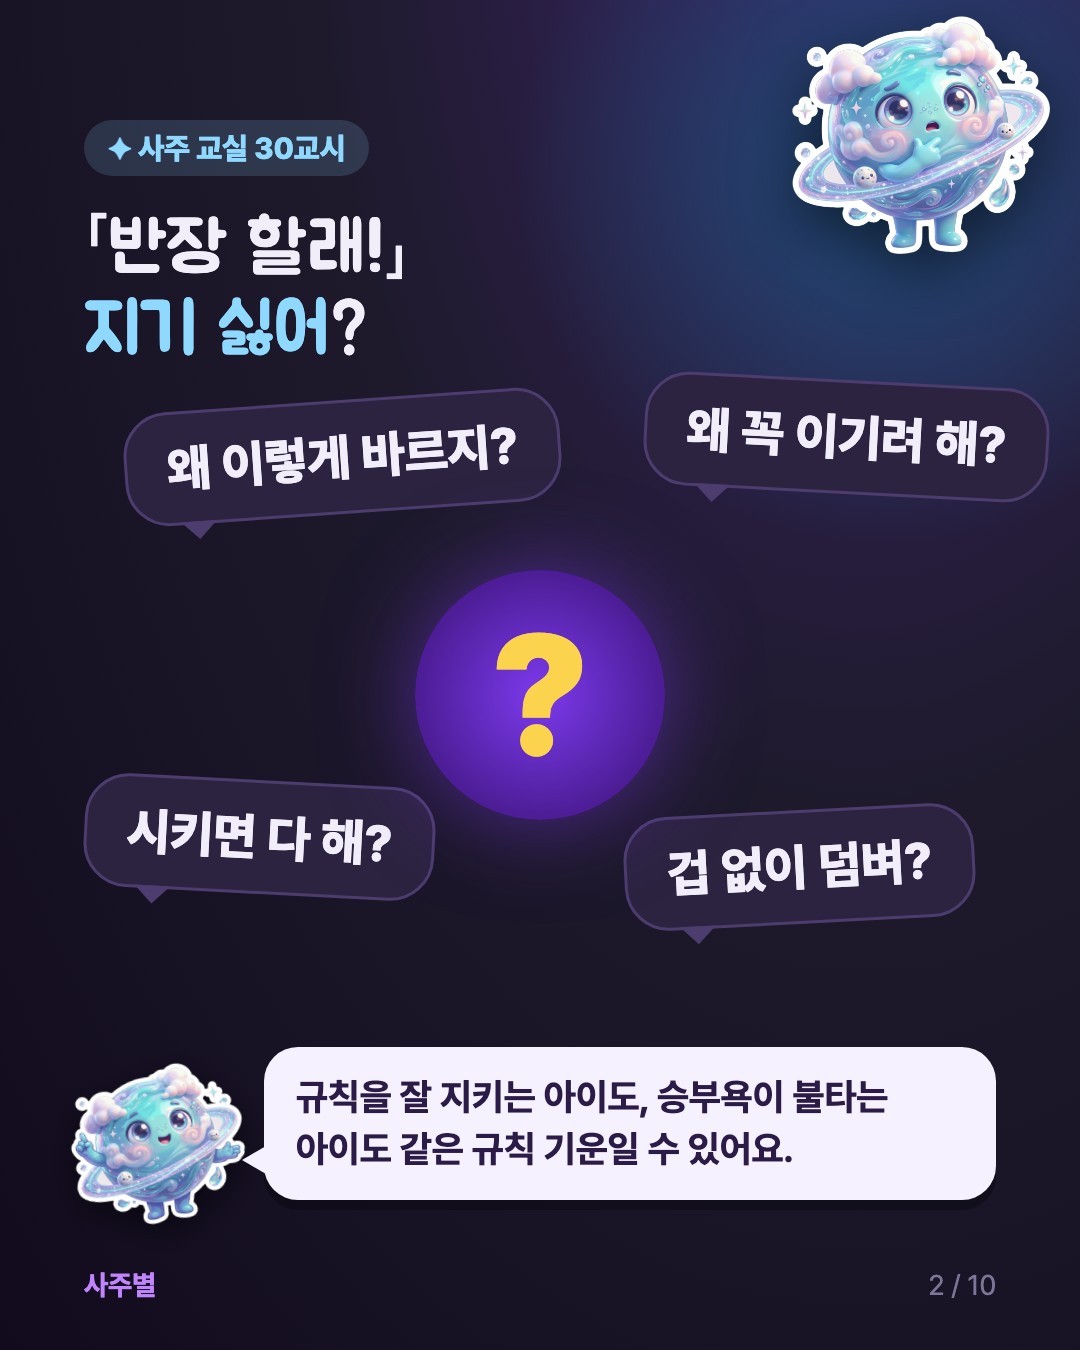 ✦ 사주 교실 30교시
「반장 할래!」
지기 싫어?
왜 이렇게 바르지?
왜 꼭 이기려 해?
?
시키면 다 해?
겁 없이 덤벼?
규칙을 잘 지키는 아이도, 승부욕이 불타는
아이도 같은 규칙 기운일 수 있어요.
사주별
2 / 10